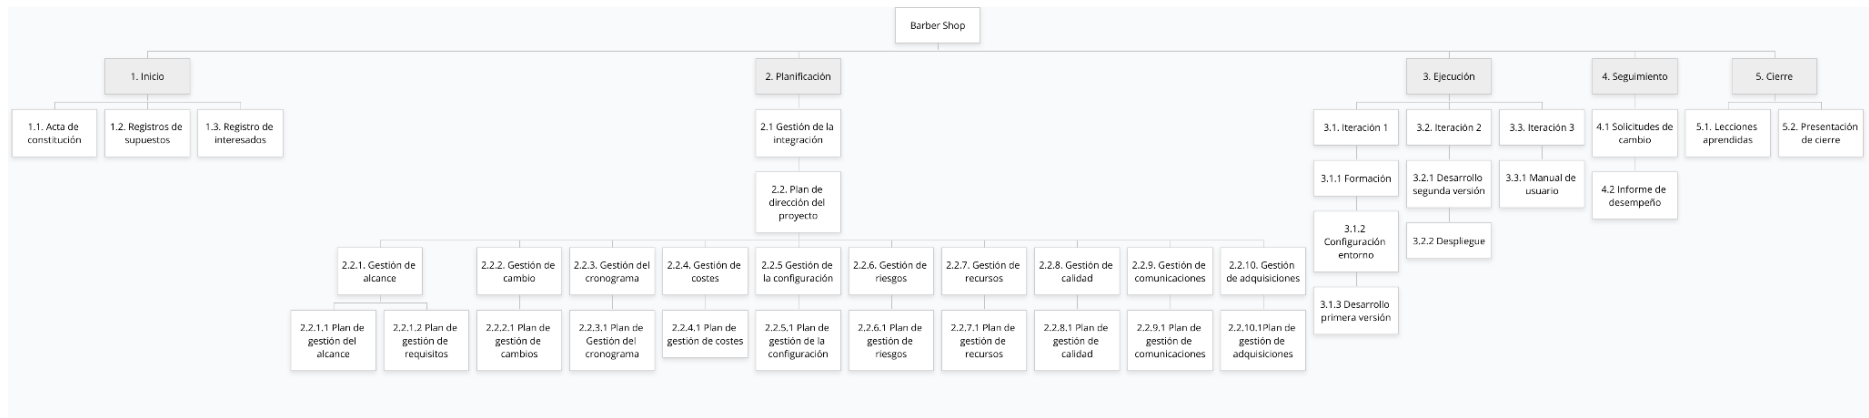 Barber Shop
1. Inicio
2. Planificación
3. Ejecución
4. Seguimiento
5. Cierre
1.1. Acta de
constitución
1.2. Registros de
supuestos
1.3. Registro de
interesados
2.1 Gestión de la
integración
3.1. Iteración 1
3.2. Iteración 2
3.3. Iteración 3
4.1 Solicitudes de
cambio
5.1. Lecciones
aprendidas
5.2. Presentación
de cierre
2.2. Plan de
dirección del
proyecto
3.1.1 Formación
3.2.1 Desarrollo
segunda versión
3.3.1 Manual de
usuario
4.2 Informe de
desempeño
3.1.2
Configuración
entorno
3.2.2 Despliegue
3.1.3 Desarrollo
primera versión
2.2.1. Gestión de
alcance
2.2.2. Gestión de
cambio
2.2.3. Gestión del
cronograma
2.2.4. Gestión de
costes
2.2.5 Gestión de
la configuración
2.2.6. Gestión de
riesgos
2.2.7. Gestión de
recursos
2.2.8. Gestión de
calidad
2.2.9. Gestión de
comunicaciones
2.2.10. Gestión
de adquisiciones
2.2.1.1 Plan de
gestión del
alcance
2.2.1.2 Plan de
gestión de
requisitos
2.2.2.1 Plan de
gestión de
cambios
2.2.3.1 Plan de
Gestión del
cronograma
2.2.4.1 Plan de
gestión de costes
2.2.5.1 Plan de
gestión de la
configuración
2.2.6.1 Plan de
gestión de
riesgos
2.2.7.1 Plan de
gestión de
recursos
2.2.8.1 Plan de
gestión de
calidad
2.2.9.1 Plan de
gestión de
comunicaciones
2.2.10.1Plan de
gestión de
adquisiciones